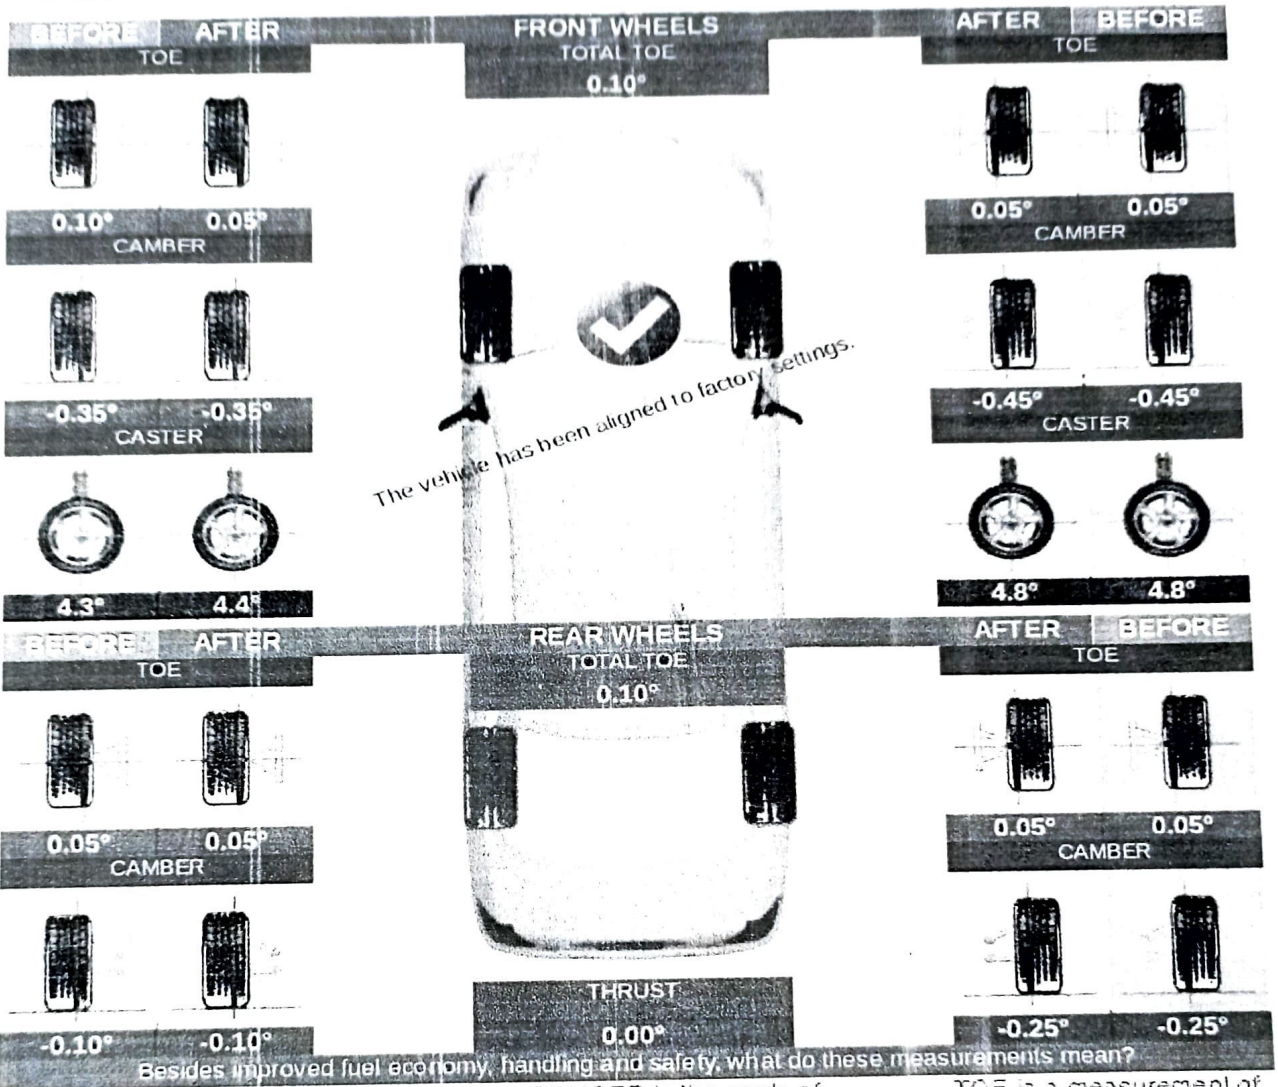 BEFORE AFTER FRONT WHEELS AFTER BEFORE
TOE TOTAL TOE TOE
0.10°
0.10° 0.05° 0.05° 0.05°
CAMBER CAMBER
-0.35° -0.35° -0.45° -0.45°
CASTER CASTER
The vehicle has been aligned to factory settings.
4.3° 4.4° 4.8° 4.8°
BEFORE AFTER REAR WHEELS AFTER BEFORE
TOE TOTAL TOE TOE
0.10°
0.05° 0.05° 0.05° 0.05°
CAMBER CAMBER
THRUST
-0.10° -0.10° 0.00° -0.25° -0.25°
Besides improved fuel economy, handling and safety, what do these measurements mean?
TOE is a measurement of